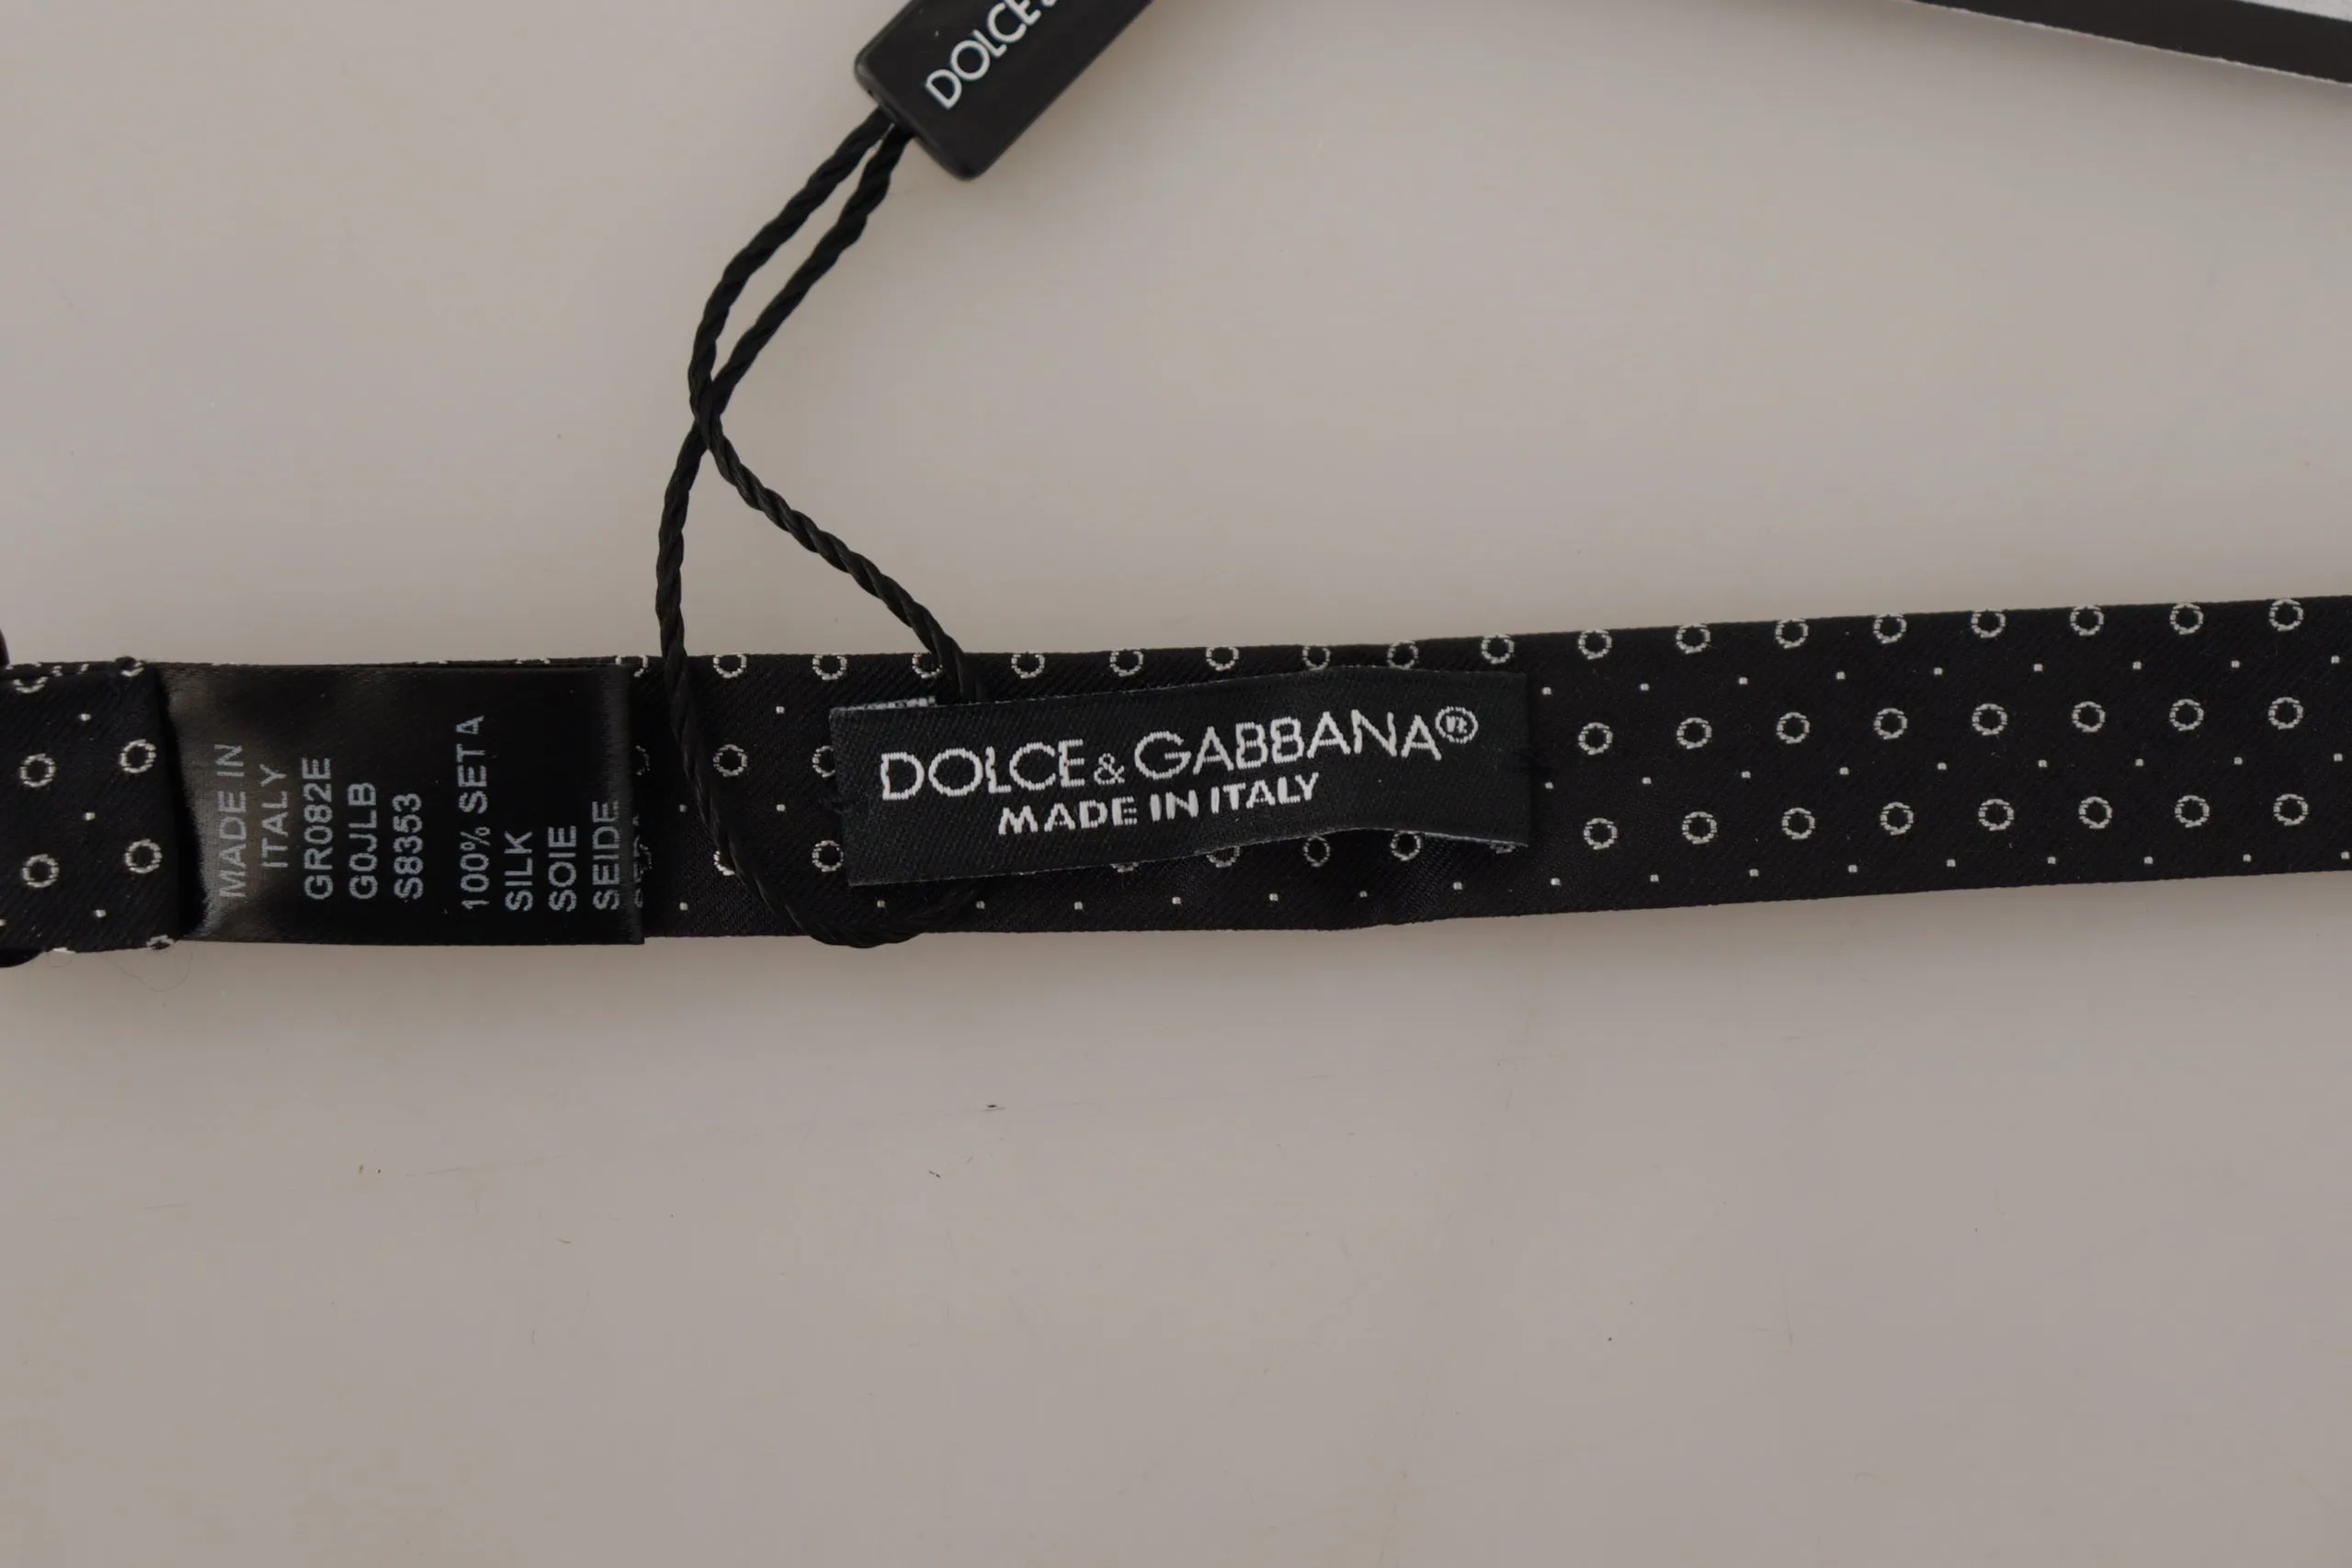 DOLCE
MADE IN
ITALY
GR082E
G0JLB
S8353
100% SETA
SILK
SOIE
SEIDE
DOLCE&GABBANA®
MADE IN ITALY